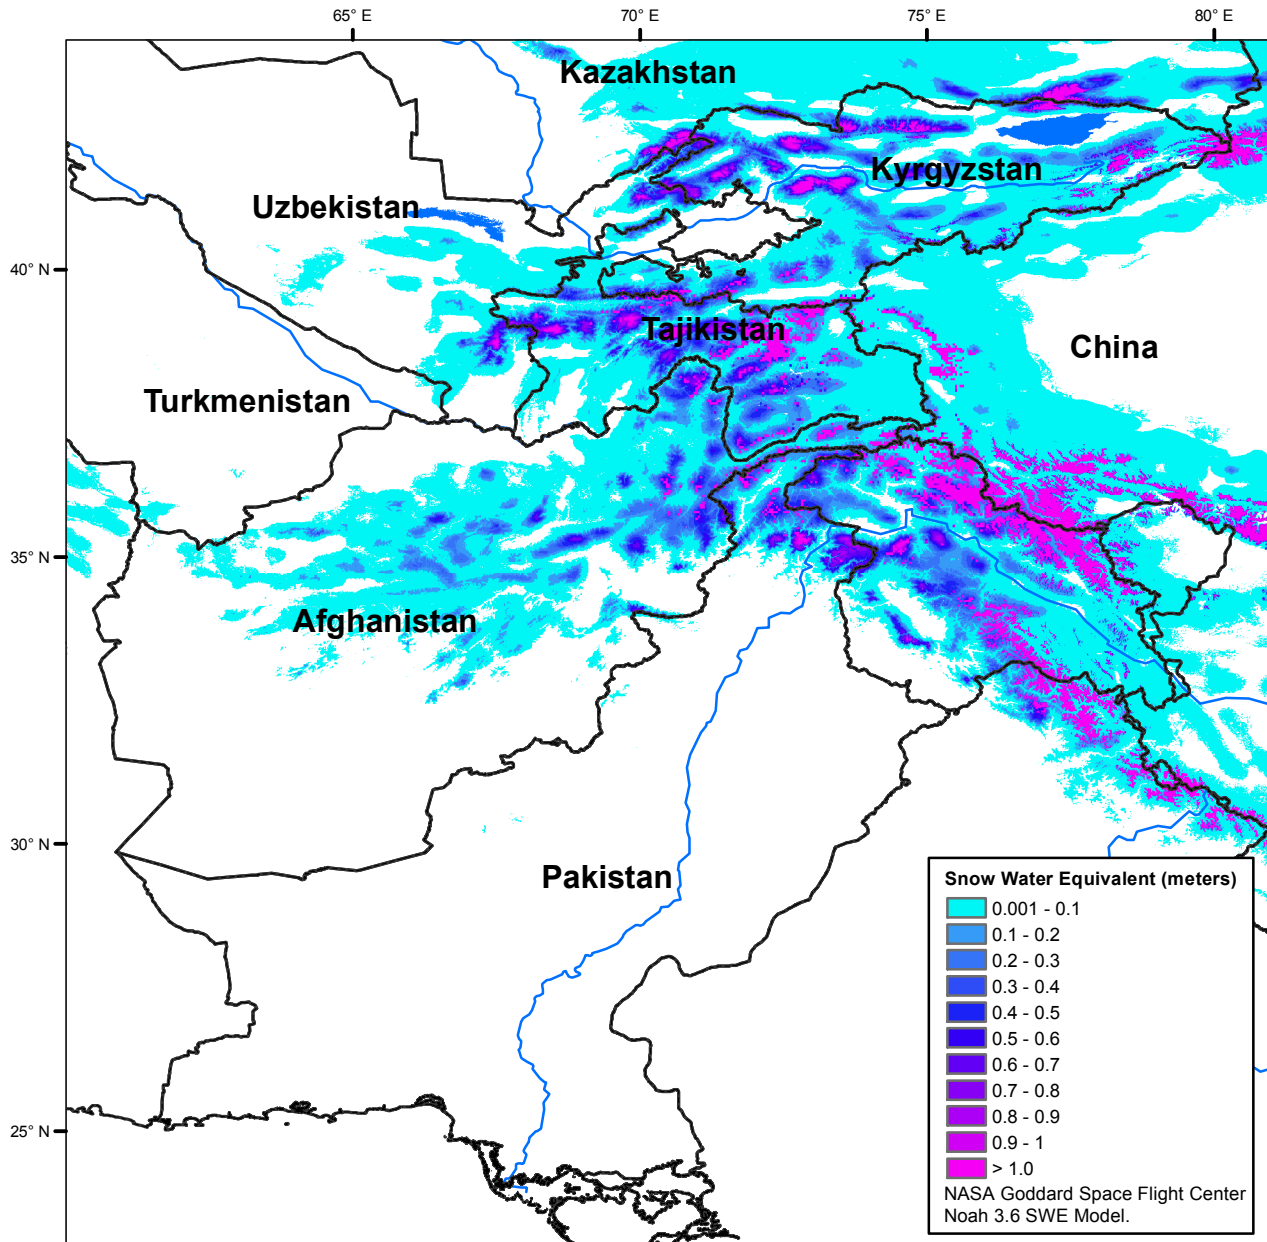 65° E
70° E
75° E
80° E
Kazakhstan
Kyrgyzstan
Uzbekistan
40° N
Tajikistan
China
Turkmenistan
35° N
Afghanistan
30° N
Pakistan
25° N
Snow Water Equivalent (meters)
0.001 - 0.1
0.1 - 0.2
0.2 - 0.3
0.3 - 0.4
0.4 - 0.5
0.5 - 0.6
0.6 - 0.7
0.7 - 0.8
0.8 - 0.9
0.9 - 1
> 1.0
NASA Goddard Space Flight Center
Noah 3.6 SWE Model.